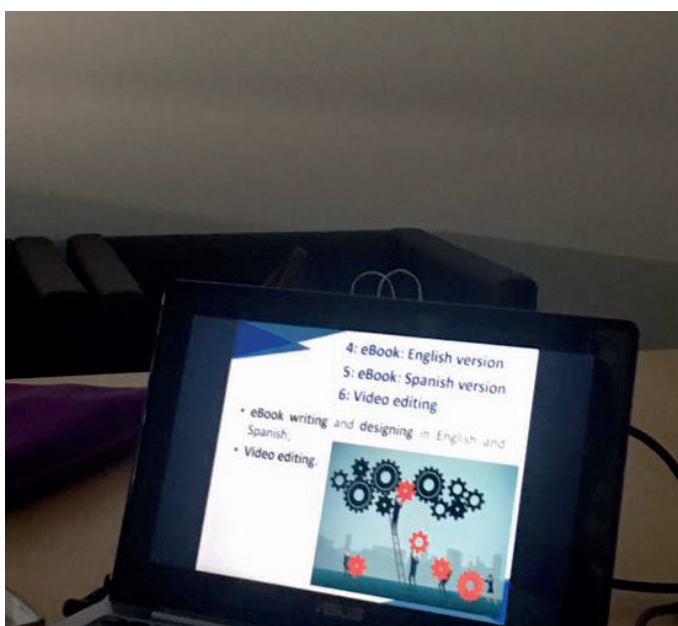 4: eBook: English version
5: eBook: Spanish version
6: Video editing
• eBook writing and designing in English and
Spanish;
• Video editing.
ASUS